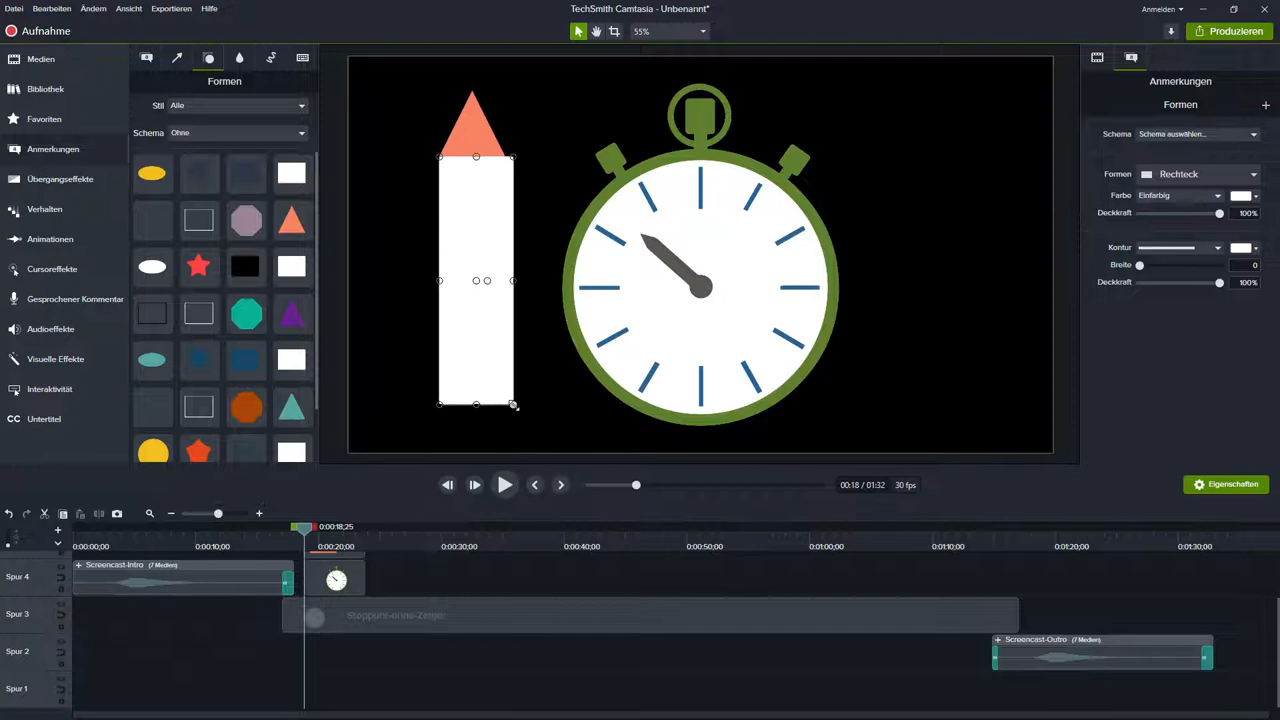 Datei Bearbeiten Ändern Ansicht Exportieren Hilfe
TechSmith Camtasia - Unbenannt*
Anmelden
Aufnahme
55%
Produzieren
Medien
Bibliothek
Favoriten
Anmerkungen
Übergangseffekte
Verhalten
Animationen
Cursoreffekte
Gesprochener Kommentar
Audioeffekte
Visuelle Effekte
Interaktivität
CC Untertitel
Formen
Stil Alle
Schema Ohne
Anmerkungen
Formen
Schema Schema auswählen...
Formen Rechteck
Farbe Einfarbig
Deckkraft 100%
Kontur
Breite 0
Deckkraft 100%
00:18 / 01:32 30 fps
Eigenschaften
0:00:18;25
0:00:00;00 0:00:10;00 0:00:20;00 0:00:30;00 0:00:40;00 0:00:50;00 0:01:00;00 0:01:10;00 0:01:20;00 0:01:30;00
Spur 4
Screencast-Intro (7 Medien)
Spur 3
Stoppuhr-ohne-Zeiger
Spur 2
Screencast-Outro (7 Medien)
Spur 1